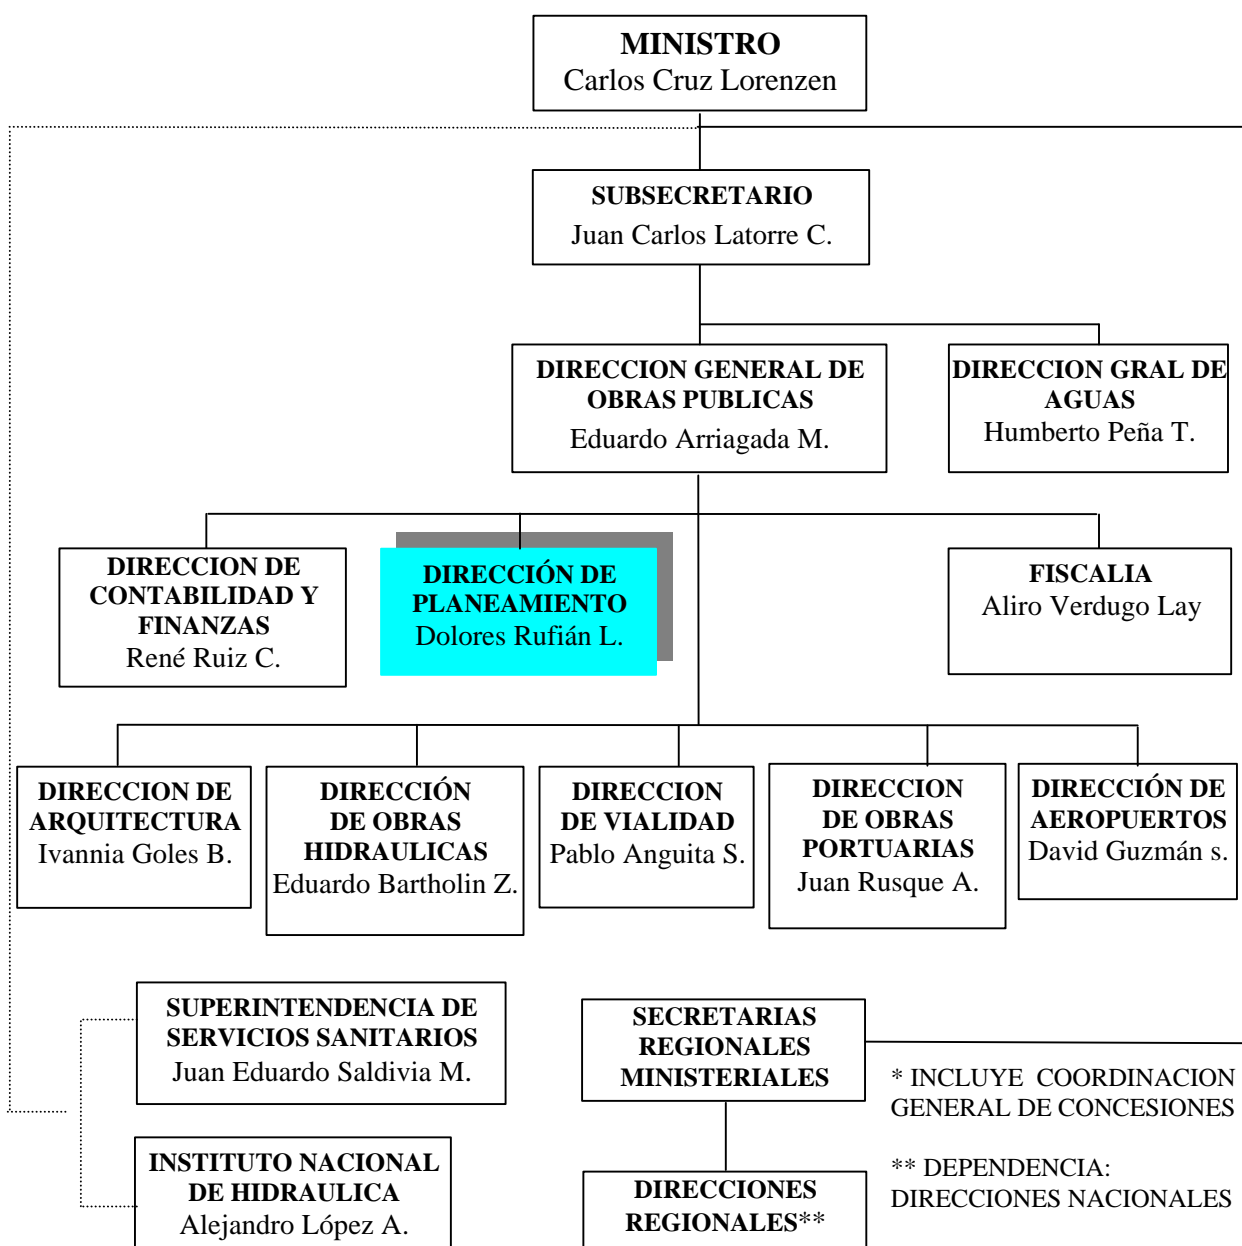 MINISTRO
Carlos Cruz Lorenzen
SUBSECRETARIO
Juan Carlos Latorre C.
DIRECCION GENERAL DE
OBRAS PUBLICAS
Eduardo Arriagada M.
DIRECCION GRAL DE
AGUAS
Humberto Peña T.
DIRECCION DE
CONTABILIDAD Y
FINANZAS
René Ruiz C.
DIRECCIÓN DE
PLANEAMIENTO
Dolores Rufián L.
FISCALIA
Aliro Verdugo Lay
DIRECCION DE
ARQUITECTURA
Ivannia Goles B.
DIRECCIÓN
DE OBRAS
HIDRAULICAS
Eduardo Bartholin Z.
DIRECCION
DE VIALIDAD
Pablo Anguita S.
DIRECCION
DE OBRAS
PORTUARIAS
Juan Rusque A.
DIRECCIÓN DE
AEROPUERTOS
David Guzmán s.
SUPERINTENDENCIA DE
SERVICIOS SANITARIOS
Juan Eduardo Saldivia M.
INSTITUTO NACIONAL
DE HIDRAULICA
Alejandro López A.
SECRETARIAS
REGIONALES
MINISTERIALES
DIRECCIONES
REGIONALES**
* INCLUYE COORDINACION
GENERAL DE CONCESIONES
** DEPENDENCIA:
DIRECCIONES NACIONALES